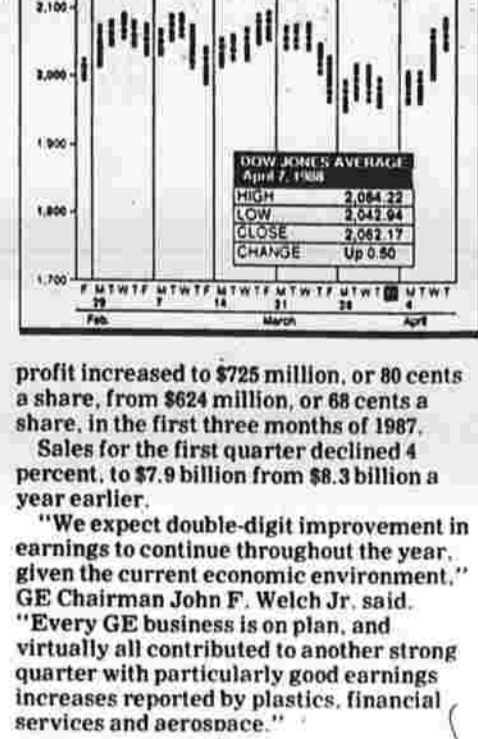 2,100
2,000
1,900
1,800
1,700
DOW JONES AVERAGE
April 7, 1988
HIGH 2,084.22
LOW 2,042.94
CLOSE 2,062.17
CHANGE Up 0.50
F M T W T F M T W T F M T W T F M T W T F M T W T M T W T
29 7 14 21 28 4
Feb. March April
profit increased to $725 million, or 80 cents
a share, from $624 million, or 68 cents a
share, in the first three months of 1987.
Sales for the first quarter declined 4
percent, to $7.9 billion from $8.3 billion a
year earlier.
"We expect double-digit improvement in
earnings to continue throughout the year,
given the current economic environment,"
GE Chairman John F. Welch Jr. said.
"Every GE business is on plan, and
virtually all contributed to another strong
quarter with particularly good earnings
increases reported by plastics, financial
services and aerospace."